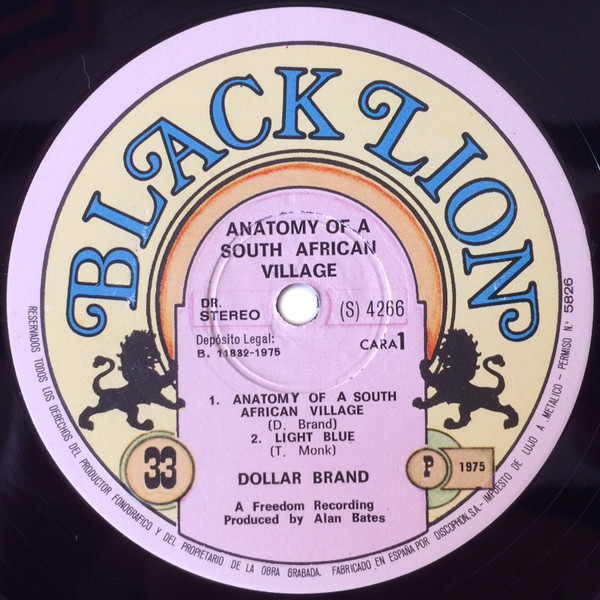 BLACK LION
ANATOMY OF A
SOUTH AFRICAN
VILLAGE
DR.
STEREO
(S) 4266
Depósito Legal:
B. 11832-1975
CARA 1
1. ANATOMY OF A SOUTH
AFRICAN VILLAGE
(D. Brand)
2. LIGHT BLUE
(T. Monk)
33
P 1975
DOLLAR BRAND
A Freedom Recording
Produced by Alan Bates
RESERVADOS TODOS LOS DERECHOS DEL PRODUCTOR FONOGRAFICO Y DEL PROPIETARIO DE LA OBRA GRABADA. FABRICADO EN ESPAÑA POR DISCOPHON, S.A.- IMPUESTO DE LUJO A METALICO - PERMISO N.º 5826